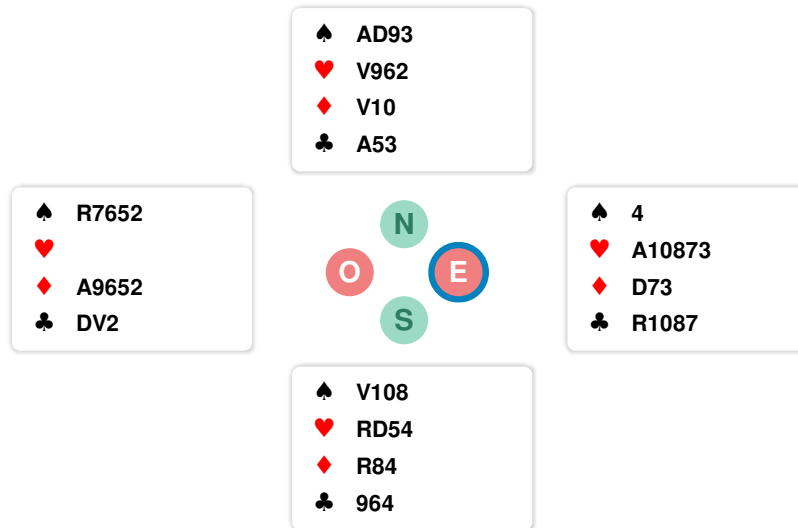 ♠ AD93
♥ V962
♦ V10
♣ A53
♠ R7652
♥
♦ A9652
♣ DV2
N
O
E
S
♠ 4
♥ A10873
♦ D73
♣ R1087
♠ V108
♥ RD54
♦ R84
♣ 964